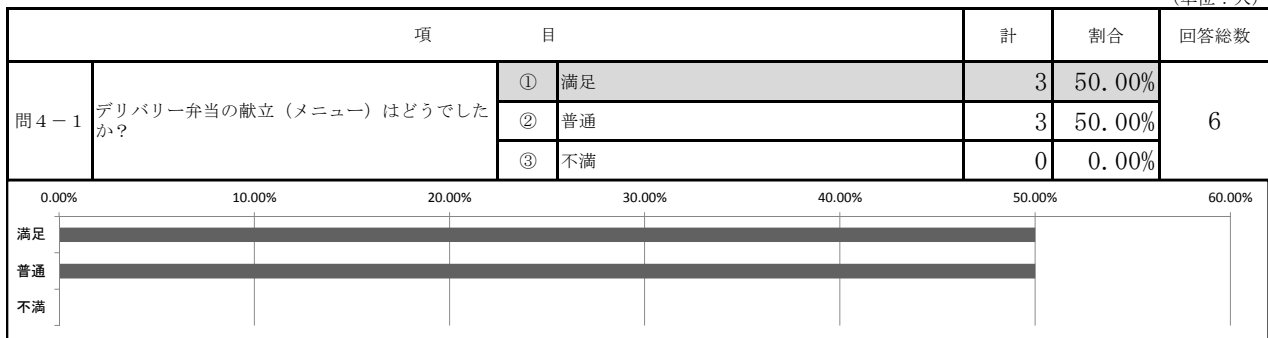 項 目 計 割合 回答総数
問4－1 デリバリー弁当の献立（メニュー）はどうでした
か？
① 満足 3 50.00%
② 普通 3 50.00% 6
③ 不満 0 0.00%
0.00% 10.00% 20.00% 30.00% 40.00% 50.00% 60.00%
満足
普通
不満